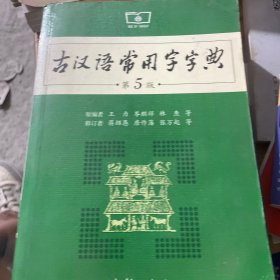 古汉语常用字字典
第5版
原编者 王力 岑麒祥 林焘 等
修订者 蒋绍愚 唐作藩 张万起 等